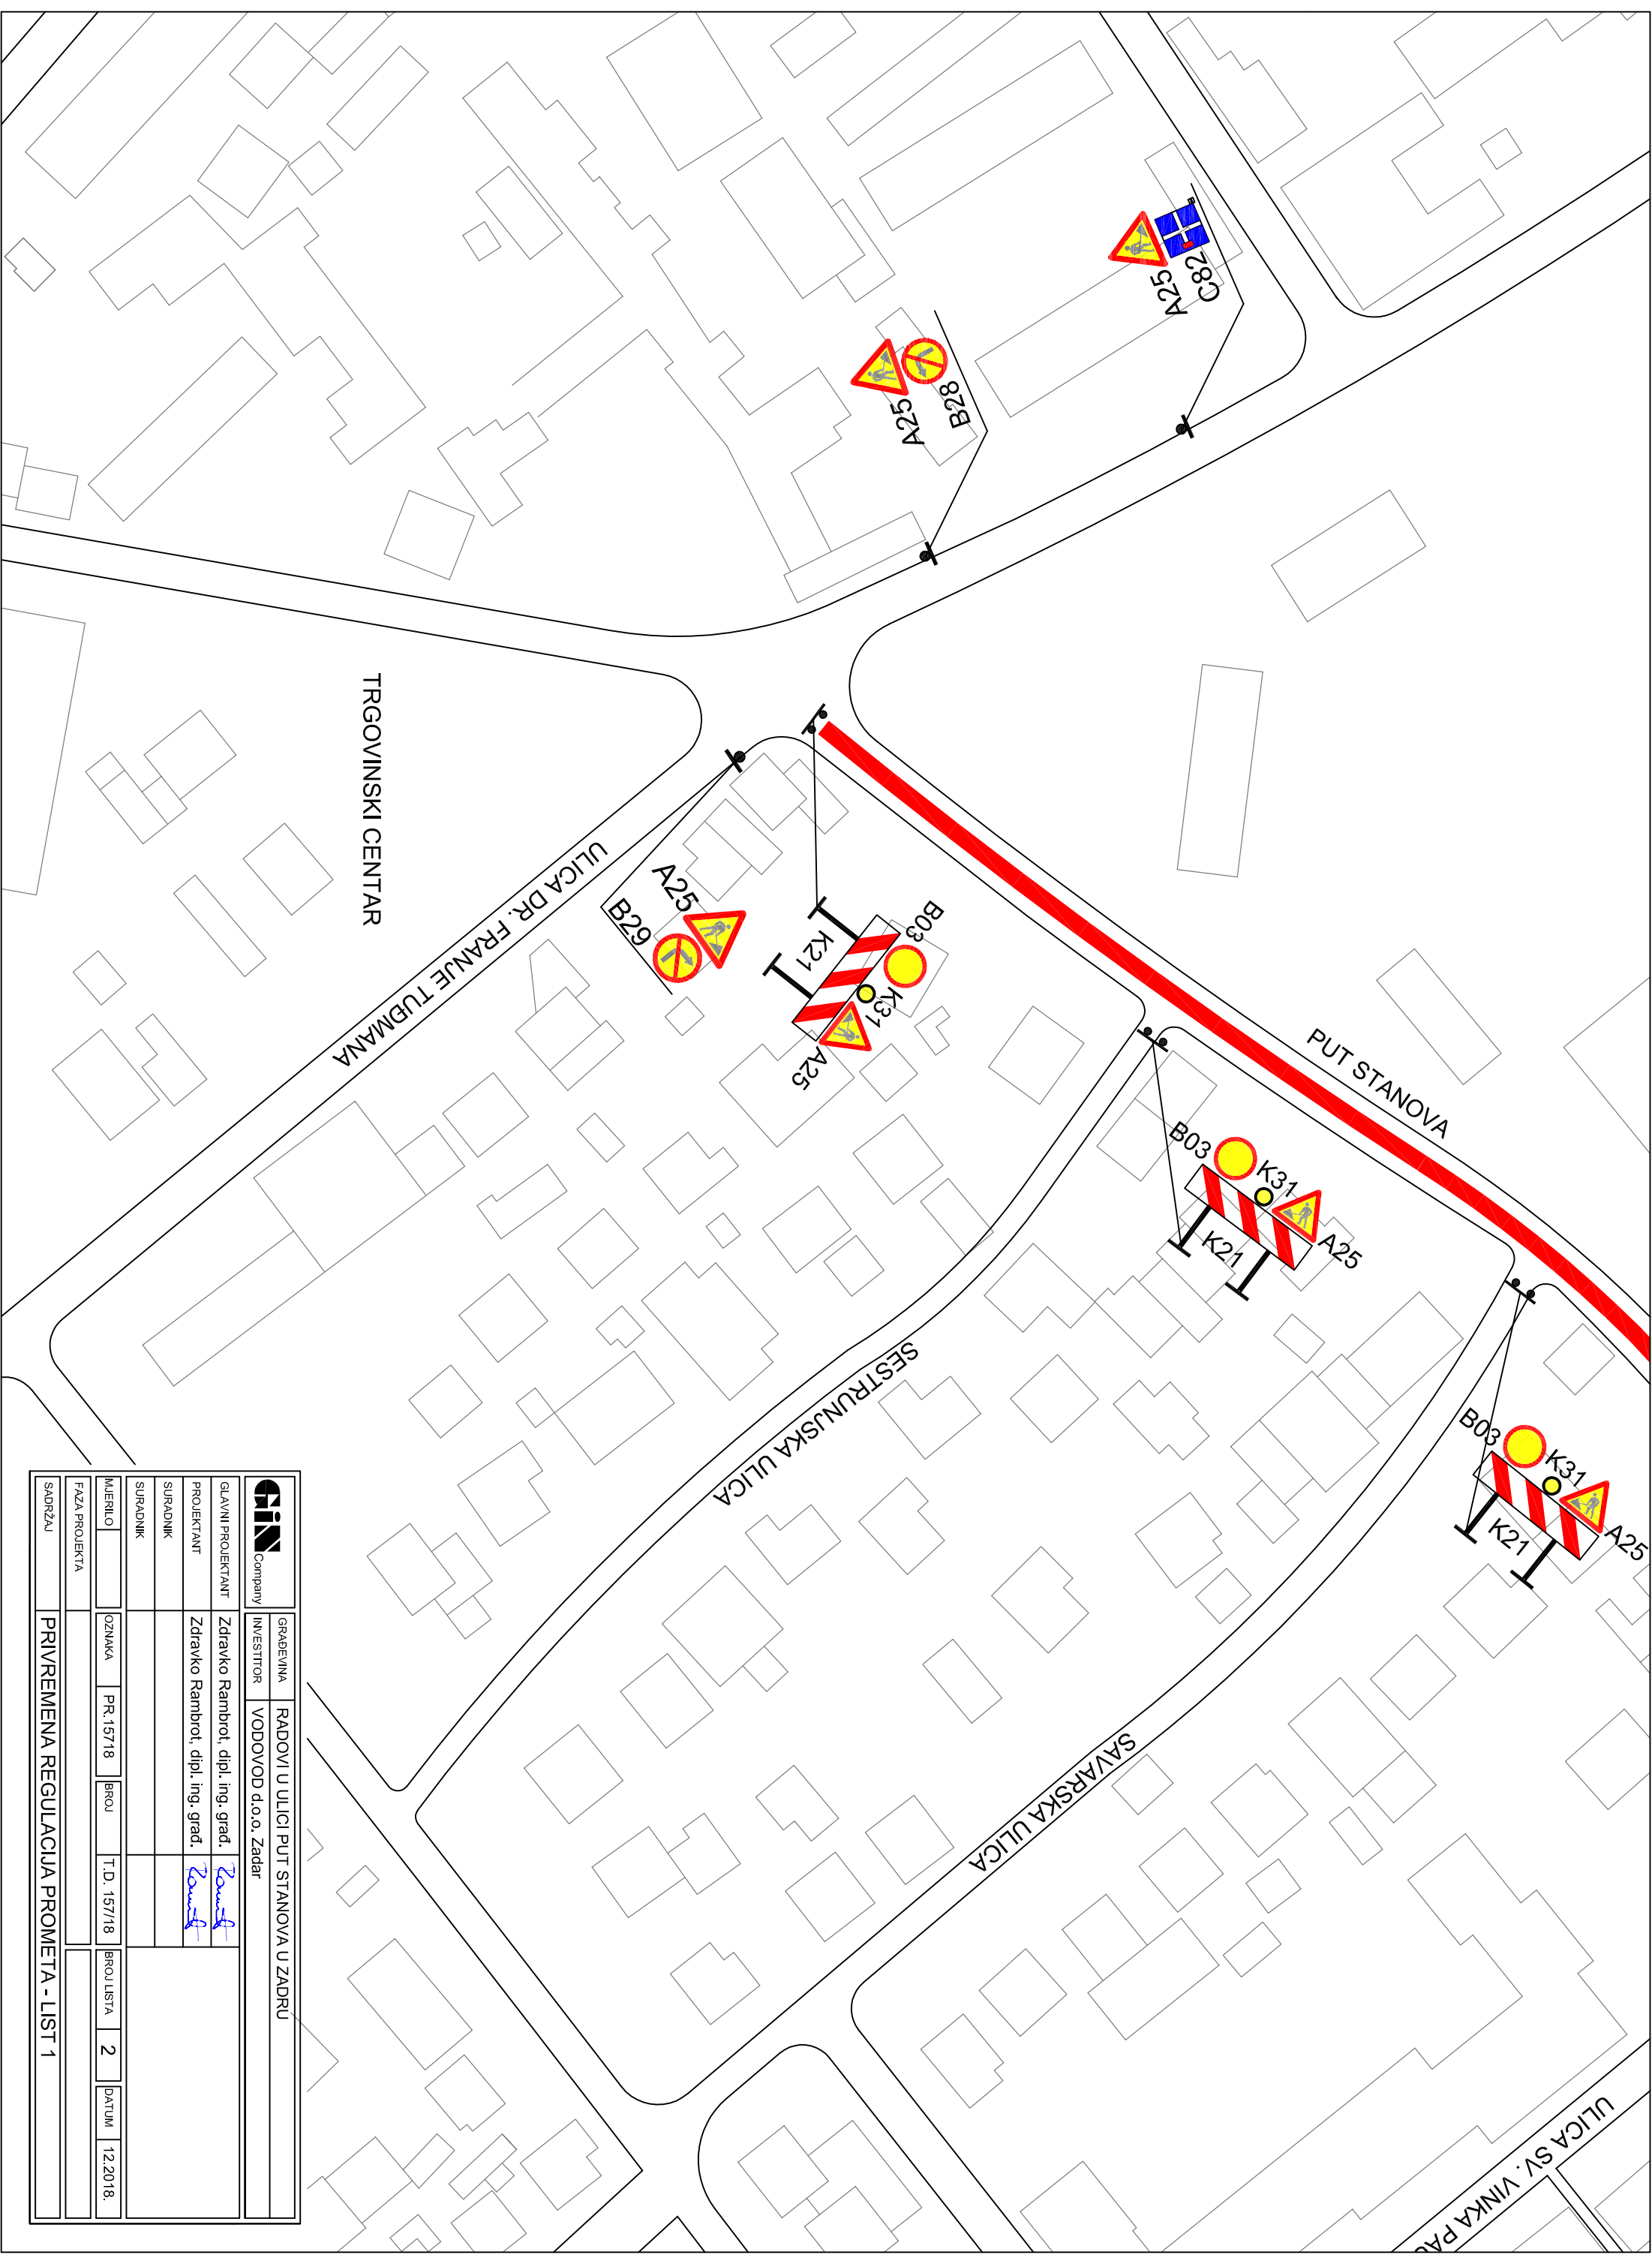 C82
A25
B28
A25
TRGOVINSKI CENTAR
ULICA DR. FRANJE TUĐMANA
A25
B29
B03
K31
K21
A25
PUT STANOVA
B03
K31
K21
A25
B03
K31
K21
A25
SESTRUNJSKA ULICA
SAVARSKA ULICA
ULICA SV. VINKA
GiN Company
GRAĐEVINA RADOVI U ULICI PUT STANOVA U ZADRU
INVESTITOR VODOVOD d.o.o. Zadar
GLAVNI PROJEKTANT Zdravko Rambrot, dipl. ing. građ.
PROJEKTANT Zdravko Rambrot, dipl. ing. građ.
SURADNIK
SURADNIK
MJERILO OZNAKA PR.15718 BROJ T.D. 157/18 BROJ LISTA 2 DATUM 12.2018.
FAZA PROJEKTA
SADRŽAJ PRIVREMENA REGULACIJA PROMETA - LIST 1